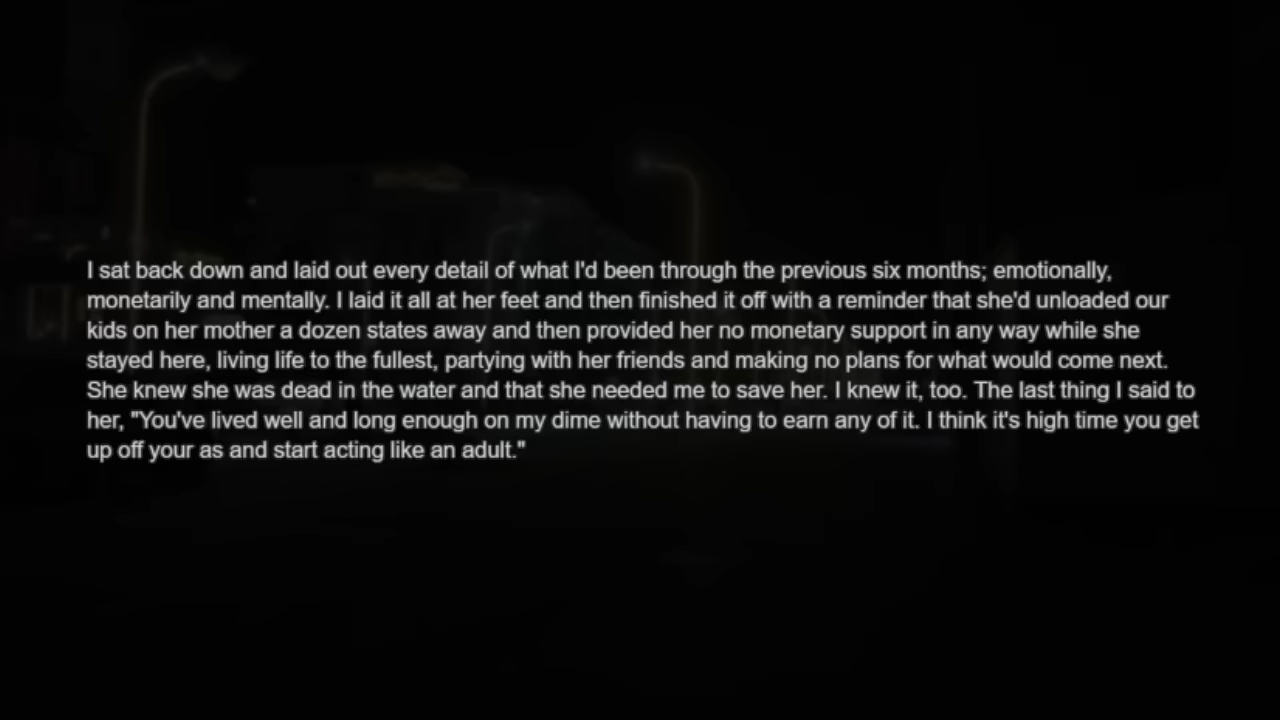 I sat back down and laid out every detail of what I'd been through the previous six months; emotionally,
monetarily and mentally. I laid it all at her feet and then finished it off with a reminder that she'd unloaded our
kids on her mother a dozen states away and then provided her no monetary support in any way while she
stayed here, living life to the fullest, partying with her friends and making no plans for what would come next.
She knew she was dead in the water and that she needed me to save her. I knew it, too. The last thing I said to
her, "You've lived well and long enough on my dime without having to earn any of it. I think it's high time you get
up off your as and start acting like an adult."